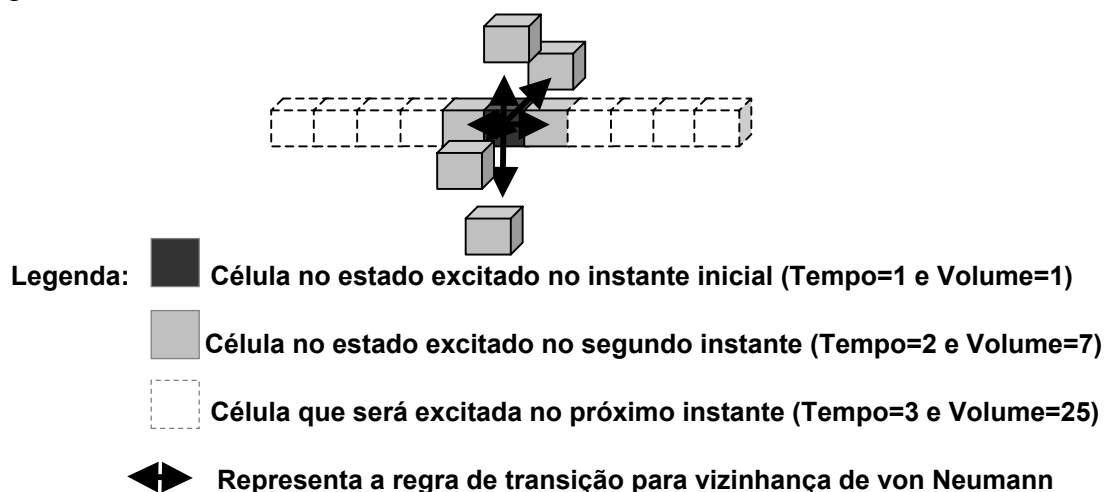 Legenda: Célula no estado excitado no instante inicial (Tempo=1 e Volume=1)
Célula no estado excitado no segundo instante (Tempo=2 e Volume=7)
Célula que será excitada no próximo instante (Tempo=3 e Volume=25)
Representa a regra de transição para vizinhança de von Neumann